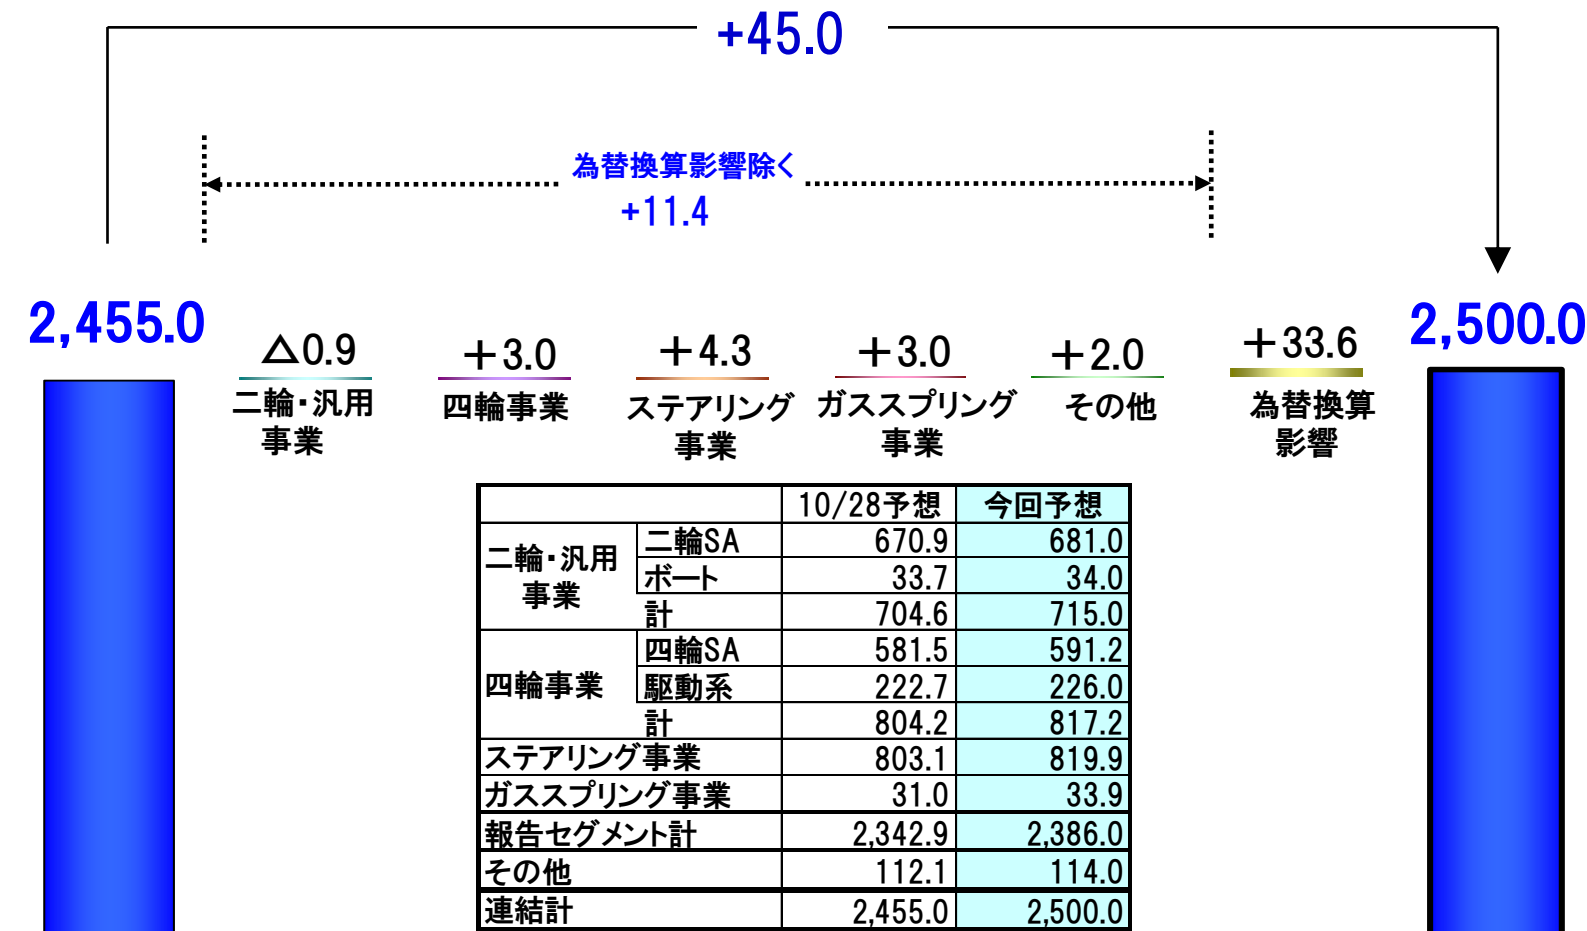 +45.0
為替換算影響除く
+11.4
2,455.0
2,500.0
△0.9
二輪・汎用
事業
＋3.0
四輪事業
＋4.3
ステアリング
事業
＋3.0
ガススプリング
事業
＋2.0
その他
＋33.6
為替換算
影響
10/28予想 今回予想
二輪・汎用
事業
二輪SA 670.9 681.0
ボート 33.7 34.0
計 704.6 715.0
四輪事業
四輪SA 581.5 591.2
駆動系 222.7 226.0
計 804.2 817.2
ステアリング事業 803.1 819.9
ガススプリング事業 31.0 33.9
報告セグメント計 2,342.9 2,386.0
その他 112.1 114.0
連結計 2,455.0 2,500.0